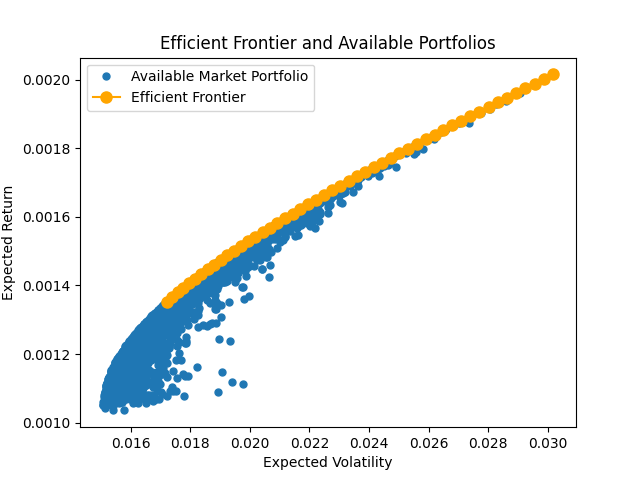 Efficient Frontier and Available Portfolios
Available Market Portfolio
Efficient Frontier
0.0020
0.0018
0.0016
0.0014
0.0012
0.0010
Expected Return
0.016 0.018 0.020 0.022 0.024 0.026 0.028 0.030
Expected Volatility